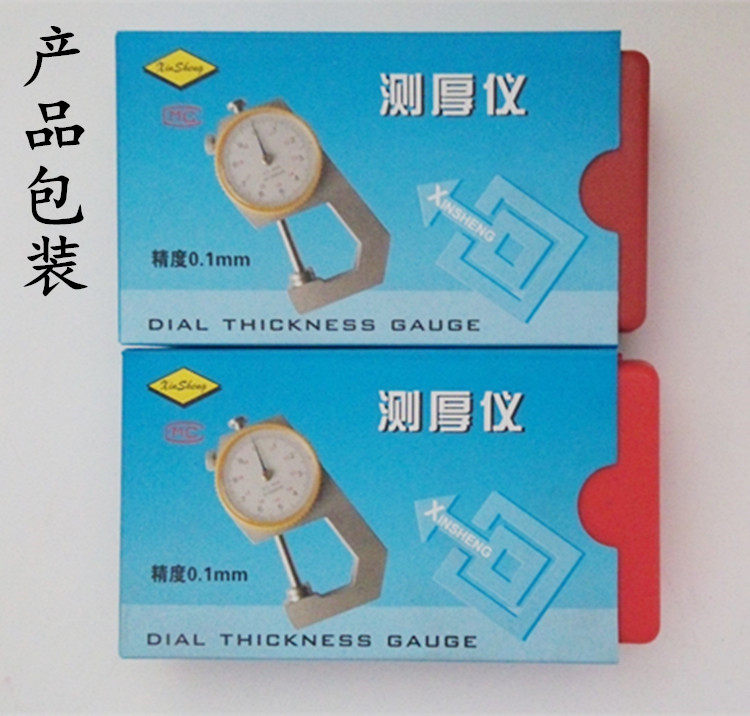 产品包装
XinSheng
MC
测厚仪
XINSHENG
精度0.1mm
DIAL THICKNESS GAUGE
XinSheng
MC
测厚仪
XINSHENG
精度0.1mm
DIAL THICKNESS GAUGE